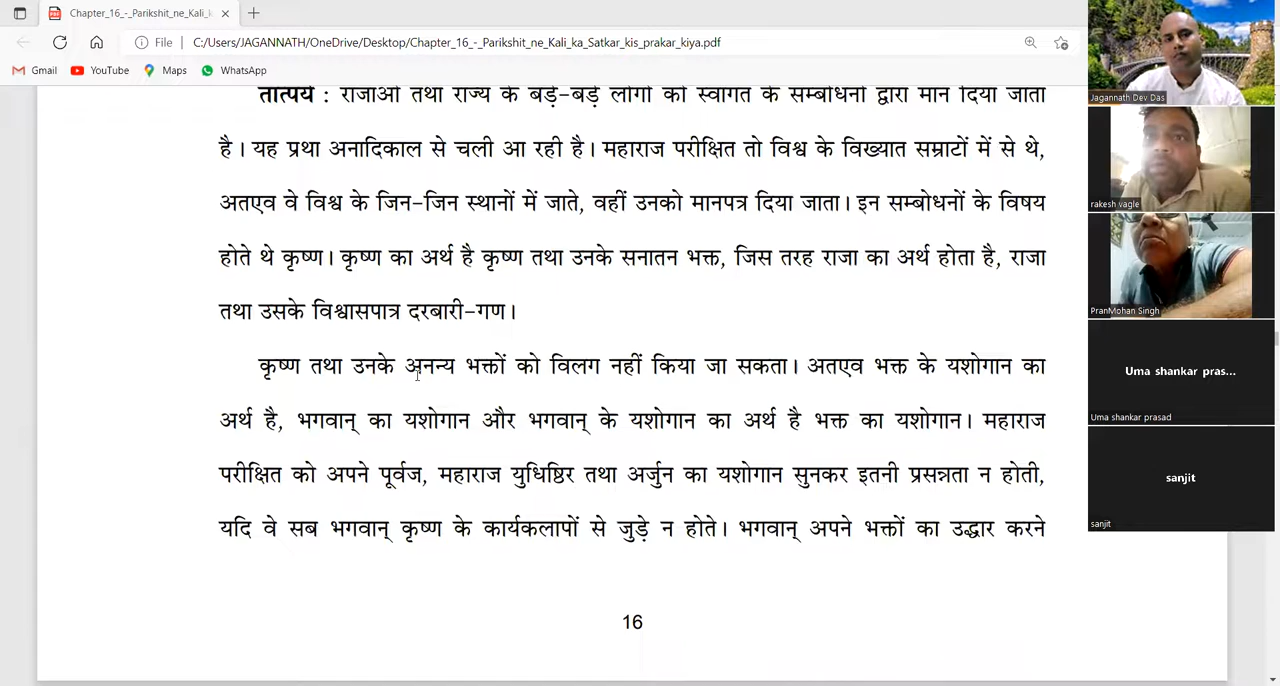 Chapter_16_-_Parikshit_ne_Kali_k
File C:/Users/JAGANNATH/OneDrive/Desktop/Chapter_16_-_Parikshit_ne_Kali_ka_Satkar_kis_prakar_kiya.pdf
Gmail YouTube Maps WhatsApp
तात्पर्य : राजाओं तथा राज्य के बड़े-बड़े लोगों को स्वागत के सम्बोधनों द्वारा मान दिया जाता
है। यह प्रथा अनादिकाल से चली आ रही है। महाराज परीक्षित तो विश्व के विख्यात सम्राटों में से थे,
अतएव वे विश्व के जिन-जिन स्थानों में जाते, वहीं उनको मानपत्र दिया जाता। इन सम्बोधनों के विषय
होते थे कृष्ण। कृष्ण का अर्थ है कृष्ण तथा उनके सनातन भक्त, जिस तरह राजा का अर्थ होता है, राजा
तथा उसके विश्वासपात्र दरबारी-गण।
कृष्ण तथा उनके अनन्य भक्तों को विलग नहीं किया जा सकता। अतएव भक्त के यशोगान का
अर्थ है, भगवान् का यशोगान और भगवान् के यशोगान का अर्थ है भक्त का यशोगान। महाराज
परीक्षित को अपने पूर्वज, महाराज युधिष्ठिर तथा अर्जुन का यशोगान सुनकर इतनी प्रसन्नता न होती,
यदि वे सब भगवान् कृष्ण के कार्यकलापों से जुड़े न होते। भगवान् अपने भक्तों का उद्धार करने
16
Jagannath Dev Das
rakesh vagle
PranMohan Singh
Uma shankar pras...
Uma shankar prasad
sanjit
sanjit